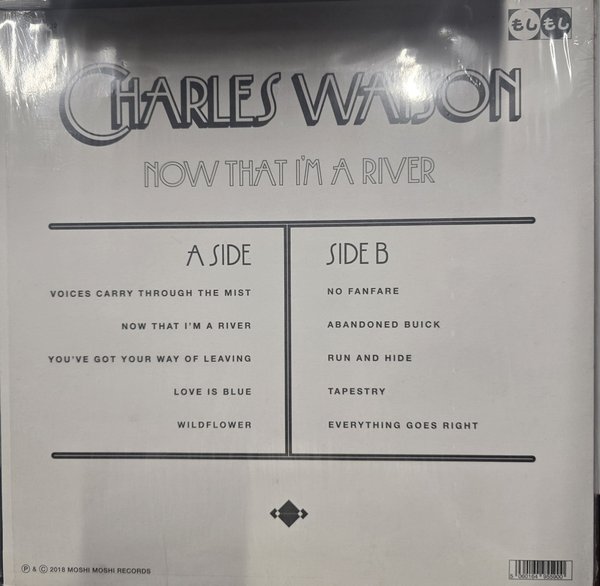 もしもし
CHARLES WATSON
NOW THAT I'M A RIVER
A SIDE
VOICES CARRY THROUGH THE MIST
NOW THAT I'M A RIVER
YOU'VE GOT YOUR WAY OF LEAVING
LOVE IS BLUE
WILDFLOWER
SIDE B
NO FANFARE
ABANDONED BUICK
RUN AND HIDE
TAPESTRY
EVERYTHING GOES RIGHT
Ⓟ & © 2018 MOSHI MOSHI RECORDS